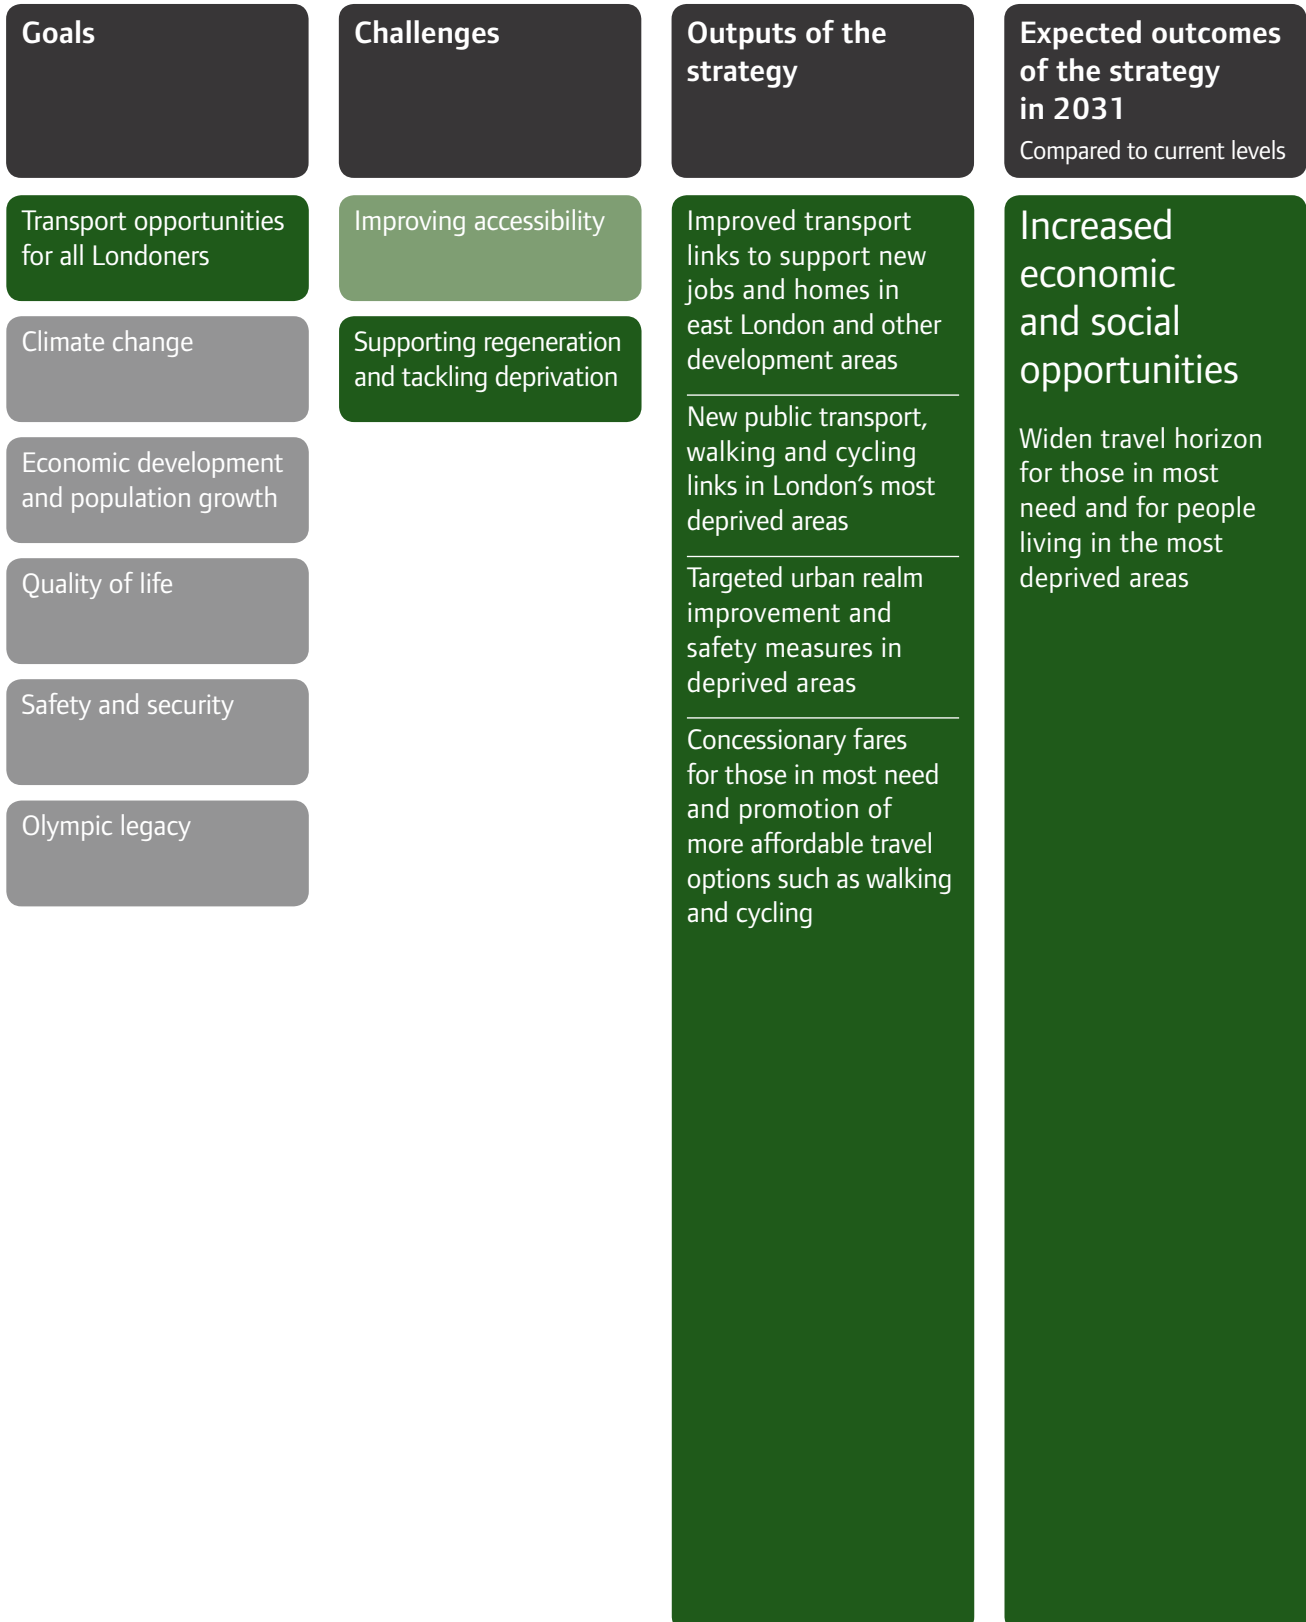 Goals
Challenges
Outputs of the
strategy
Expected outcomes
of the strategy
in 2031
Compared to current levels
Transport opportunities
for all Londoners
Climate change
Economic development
and population growth
Quality of life
Safety and security
Olympic legacy
Improving accessibility
Supporting regeneration
and tackling deprivation
Improved transport
links to support new
jobs and homes in
east London and other
development areas
New public transport,
walking and cycling
links in London's most
deprived areas
Targeted urban realm
improvement and
safety measures in
deprived areas
Concessionary fares
for those in most need
and promotion of
more affordable travel
options such as walking
and cycling
Increased
economic
and social
opportunities
Widen travel horizon
for those in most
need and for people
living in the most
deprived areas